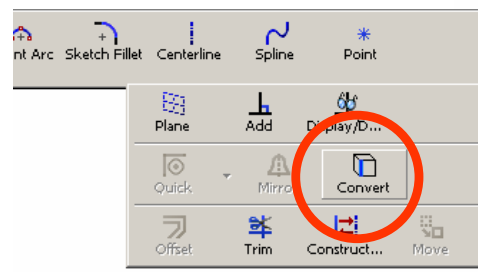 nt Arc Sketch Fillet Centerline Spline Point
Plane Add Display/D...
Quick Mirro Convert
Offset Trim Construct... Move